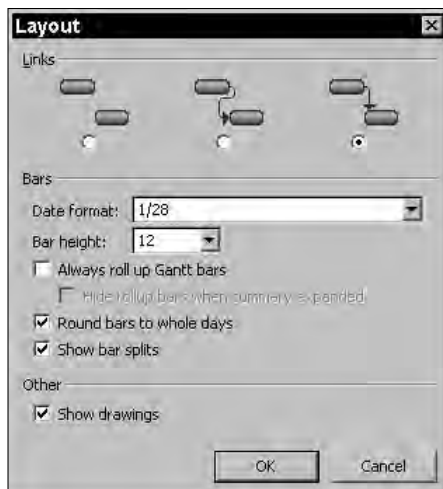 Layout
Links
Bars
Date format: 1/28
Bar height: 12
Always roll up Gantt bars
Hide rollup bars when summary expanded
Round bars to whole days
Show bar splits
Other
Show drawings
OK Cancel